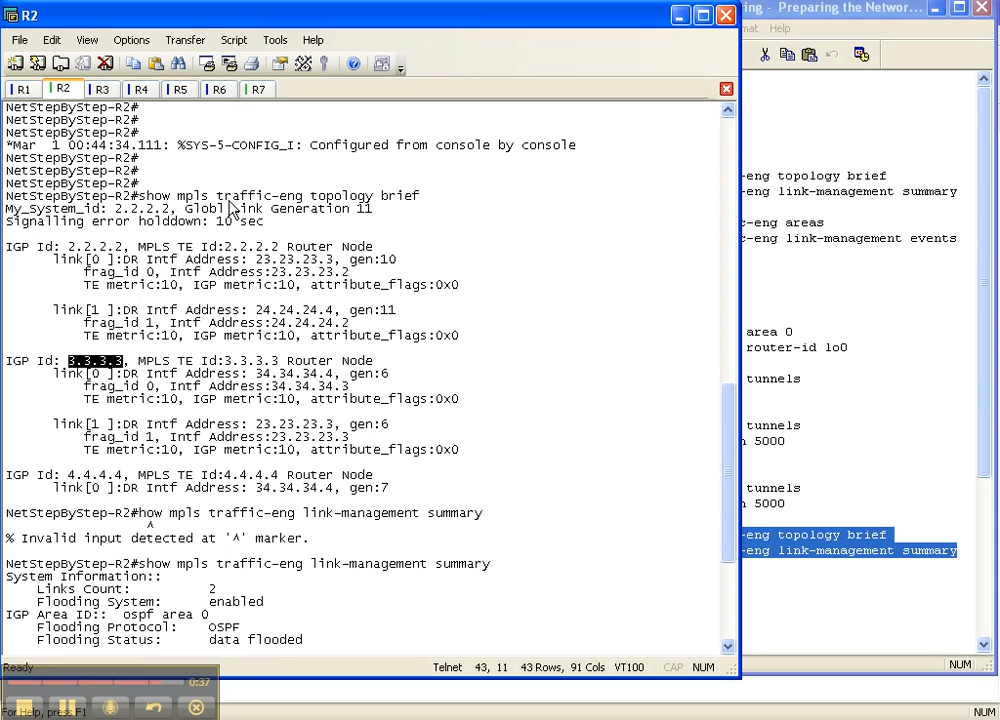 R2
ring - Preparing the Networ...
File Edit View Options Transfer Script Tools Help
mat Help
R1 R2 R3 R4 R5 R6 R7
NetStepByStep-R2#
NetStepByStep-R2#
NetStepByStep-R2#
*Mar  1 00:44:34.111: %SYS-5-CONFIG_I: Configured from console by console
NetStepByStep-R2#
NetStepByStep-R2#
NetStepByStep-R2#
NetStepByStep-R2#show mpls traffic-eng topology brief
My_System_id: 2.2.2.2, Globl Link Generation 11
Signalling error holddown: 10 sec
IGP Id: 2.2.2.2, MPLS TE Id:2.2.2.2 Router Node
link[0 ]:DR Intf Address: 23.23.23.3, gen:10
frag_id 0, Intf Address:23.23.23.2
TE metric:10, IGP metric:10, attribute_flags:0x0
link[1 ]:DR Intf Address: 24.24.24.4, gen:11
frag_id 1, Intf Address:24.24.24.2
TE metric:10, IGP metric:10, attribute_flags:0x0
IGP Id: 3.3.3.3, MPLS TE Id:3.3.3.3 Router Node
link[0 ]:DR Intf Address: 34.34.34.4, gen:6
frag_id 0, Intf Address:34.34.34.3
TE metric:10, IGP metric:10, attribute_flags:0x0
link[1 ]:DR Intf Address: 23.23.23.3, gen:6
frag_id 1, Intf Address:23.23.23.3
TE metric:10, IGP metric:10, attribute_flags:0x0
IGP Id: 4.4.4.4, MPLS TE Id:4.4.4.4 Router Node
link[0 ]:DR Intf Address: 34.34.34.4, gen:7
NetStepByStep-R2#how mpls traffic-eng link-management summary
^
% Invalid input detected at '^' marker.
NetStepByStep-R2#show mpls traffic-eng link-management summary
System Information::
Links Count: 2
Flooding System: enabled
IGP Area ID:: ospf area 0
Flooding Protocol: OSPF
Flooding Status: data flooded
-eng topology brief
-eng link-management summary
c-eng areas
c-eng link-management events
area 0
router-id lo0
tunnels
tunnels
h 5000
tunnels
h 5000
-eng topology brief
-eng link-management summary
Ready Telnet 43, 11 43 Rows, 91 Cols VT100 CAP NUM
NUM
0:37
For Help, press F1 NUM